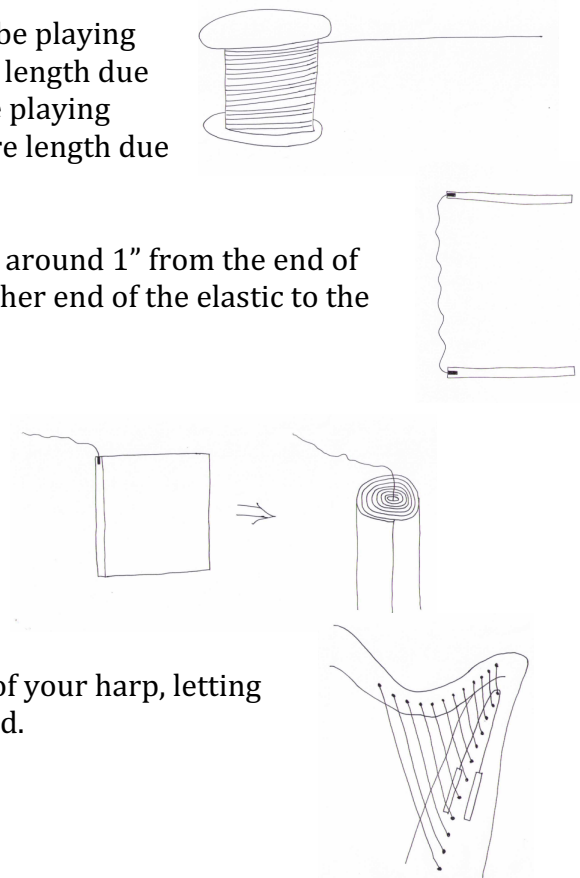 be playing
length due
playing
re length due
around 1” from the end of
her end of the elastic to the
of your harp, letting
d.